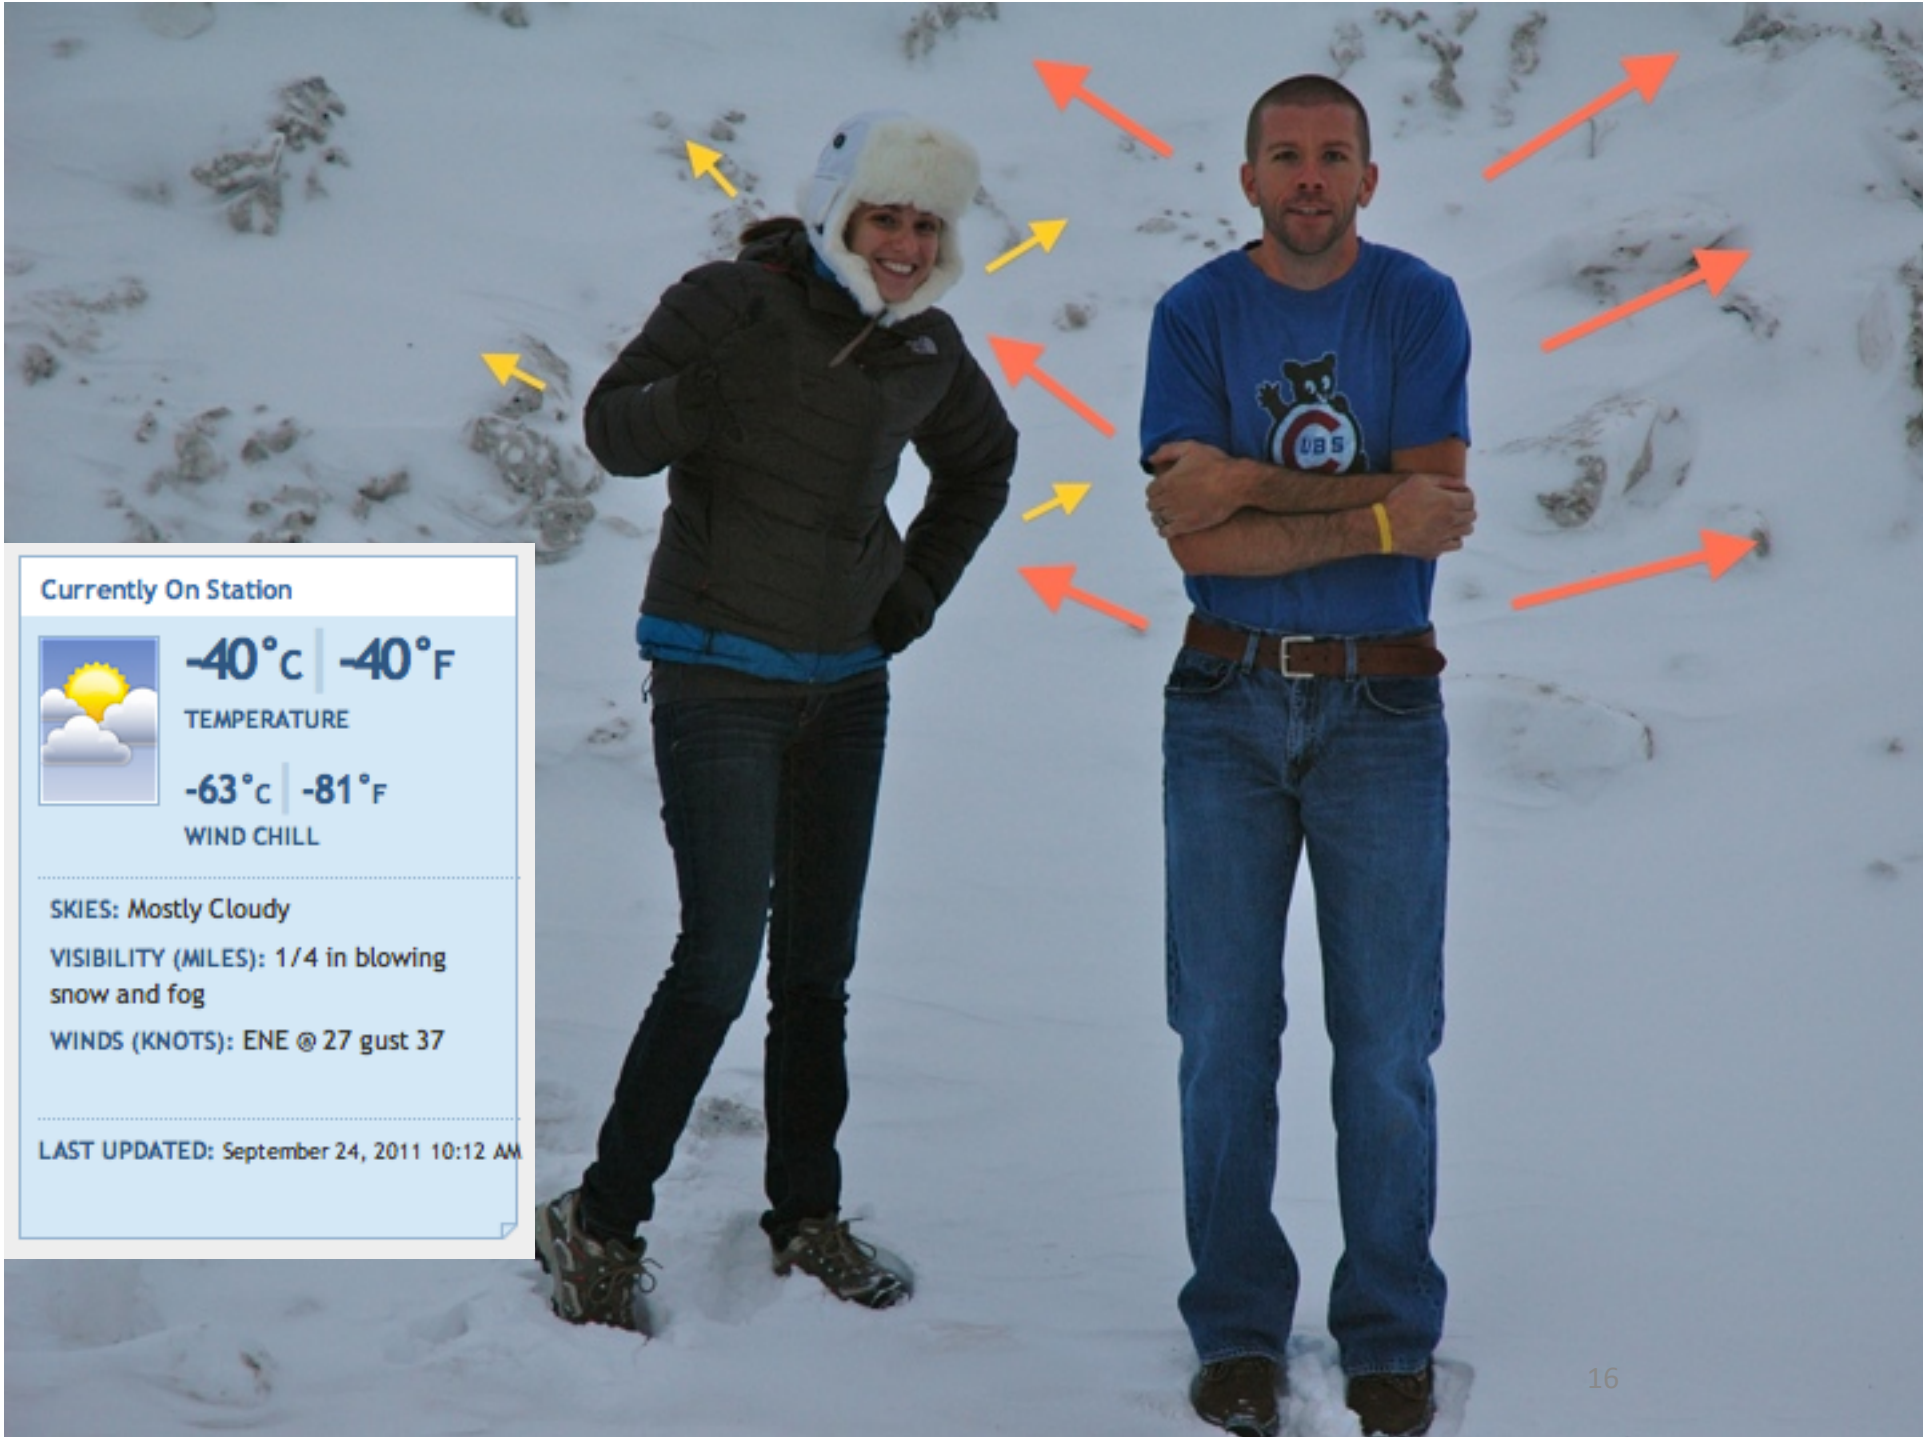 Currently On Station
-40°C | -40°F
TEMPERATURE
-63°C | -81°F
WIND CHILL
SKIES: Mostly Cloudy
VISIBILITY (MILES): 1/4 in blowing
snow and fog
WINDS (KNOTS): ENE @ 27 gust 37
LAST UPDATED: September 24, 2011 10:12 AM
CUBS
16